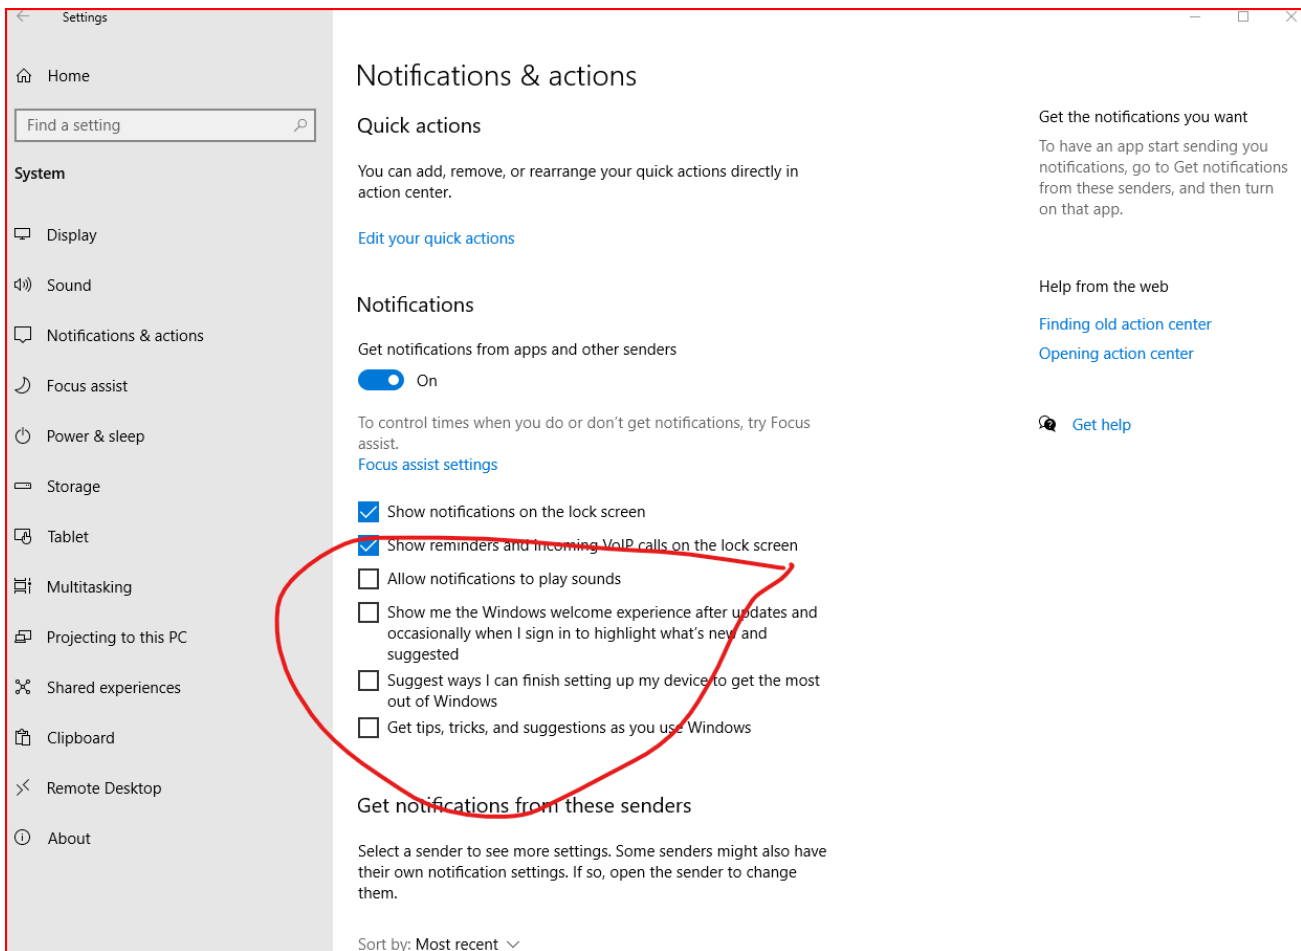 Settings
Home
Find a setting
System
Display
Sound
Notifications & actions
Focus assist
Power & sleep
Storage
Tablet
Multitasking
Projecting to this PC
Shared experiences
Clipboard
Remote Desktop
About
Notifications & actions
Quick actions
You can add, remove, or rearrange your quick actions directly in
action center.
Edit your quick actions
Notifications
Get notifications from apps and other senders
On
To control times when you do or don't get notifications, try Focus
assist.
Focus assist settings
Show notifications on the lock screen
Show reminders and incoming VoIP calls on the lock screen
Allow notifications to play sounds
Show me the Windows welcome experience after updates and
occasionally when I sign in to highlight what's new and
suggested
Suggest ways I can finish setting up my device to get the most
out of Windows
Get tips, tricks, and suggestions as you use Windows
Get notifications from these senders
Select a sender to see more settings. Some senders might also have
their own notification settings. If so, open the sender to change
them.
Sort by: Most recent
Get the notifications you want
To have an app start sending you
notifications, go to Get notifications
from these senders, and then turn
on that app.
Help from the web
Finding old action center
Opening action center
Get help